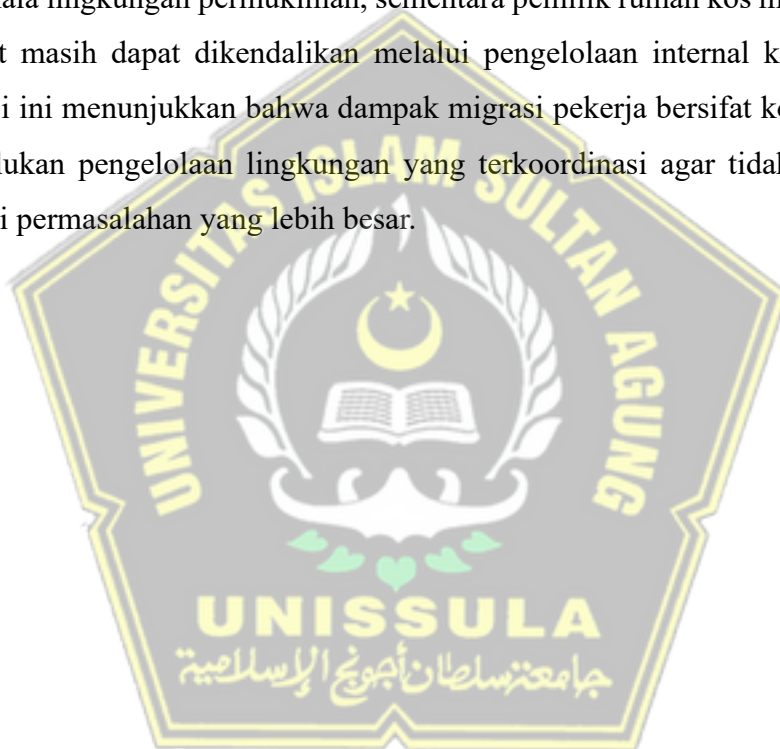 lingkungan permukiman, sementara pemilik rumah kos
masih dapat dikendalikan melalui pengelolaan internal
ini menunjukkan bahwa dampak migrasi pekerja bersifat
lukan pengelolaan lingkungan yang terkoordinasi agar tidak
i permasalahan yang lebih besar.
UNIVERSITAS ISLAM SULTAN AGUNG
UNISSULA
جامعة سلطان أجونج الإسلامية